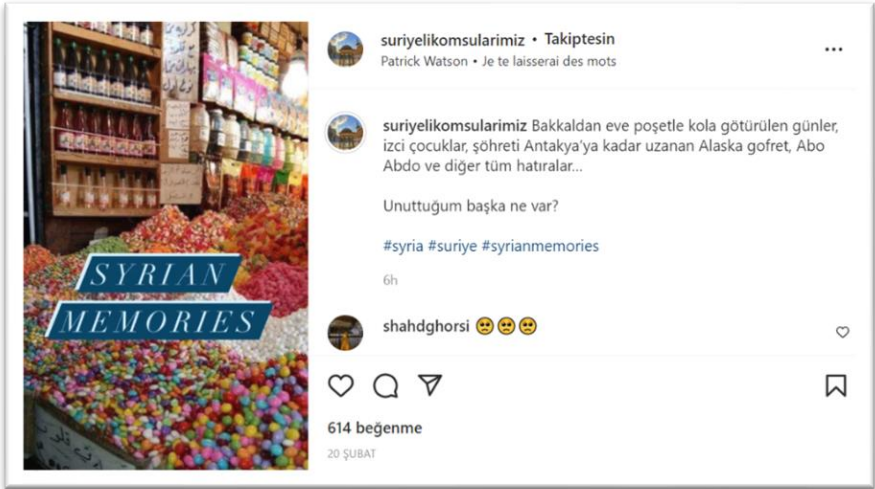 SYRIAN
MEMORIES
suriyelikomsularimiz • Takiptesin
Patrick Watson • Je te laisserai des mots
suriyelikomsularimiz Bakkaldan eve poşetle kola götürülen günler,
izci çocuklar, şöhreti Antakya'ya kadar uzanan Alaska gofret, Abo
Abdo ve diğer tüm hatıralar...
Unuttuğum başka ne var?
#syria #suriye #syrianmemories
6h
shahdghorsi 🥺🥺🥺
614 beğenme
20 ŞUBAT